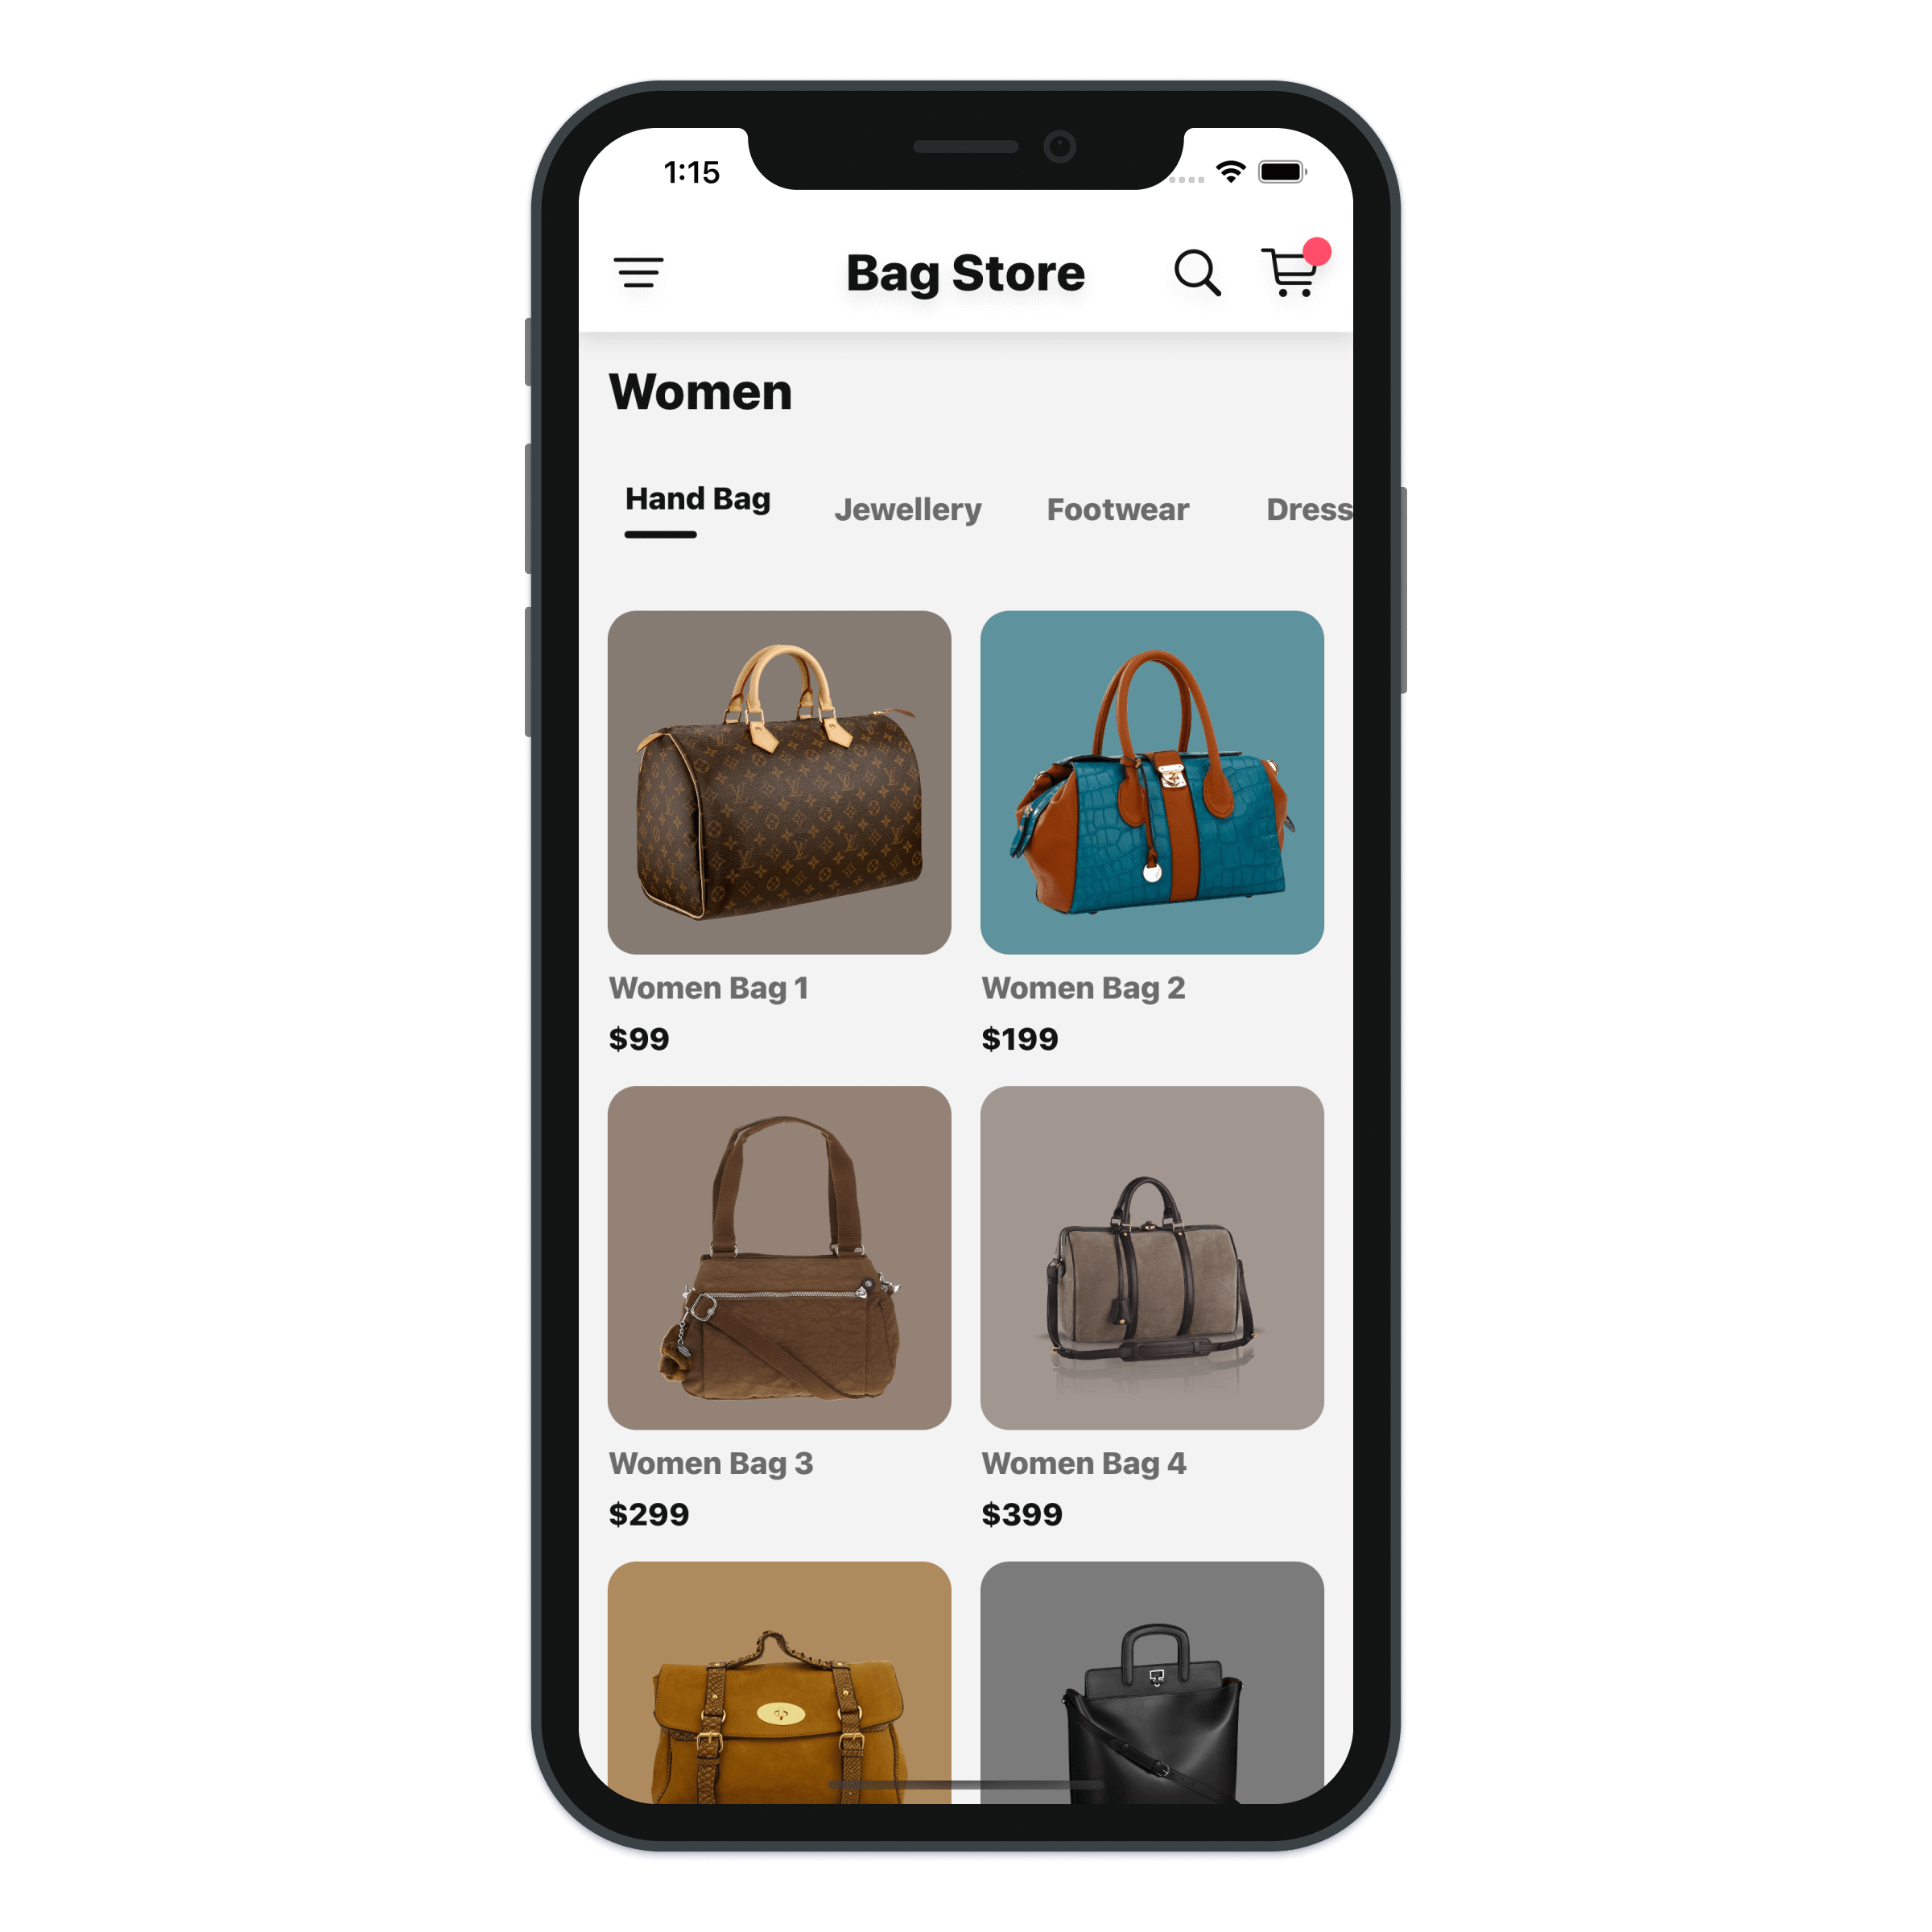 1:15
Bag Store
Women
Hand Bag Jewellery Footwear Dress
Women Bag 1 Women Bag 2
$99 $199
Women Bag 3 Women Bag 4
$299 $399